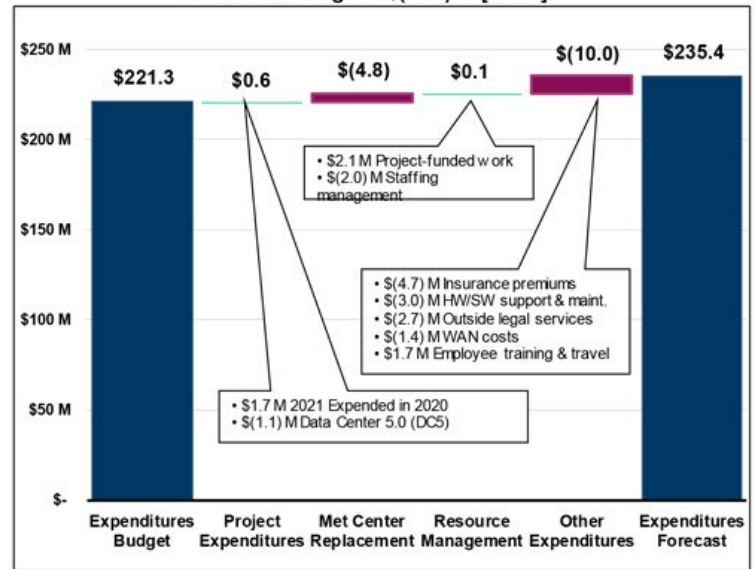 $250 M
$200 M
$150 M
$100 M
$50 M
$-
$221.3
$0.6
$(4.8)
$0.1
$(10.0)
$235.4
• $2.1 M Project-funded work
• $(2.0) M Staffing
management
• $(4.7) M Insurance premiums
• $(3.0) M HW/SW support & maint.
• $(2.7) M Outside legal services
• $(1.4) M WAN costs
• $1.7 M Employee training & travel
• $1.7 M 2021 Expended in 2020
• $(1.1) M Data Center 5.0 (DC5)
Expenditures
Budget
Project
Expenditures
Met Center
Replacement
Resource
Management
Other
Expenditures
Expenditures
Forecast